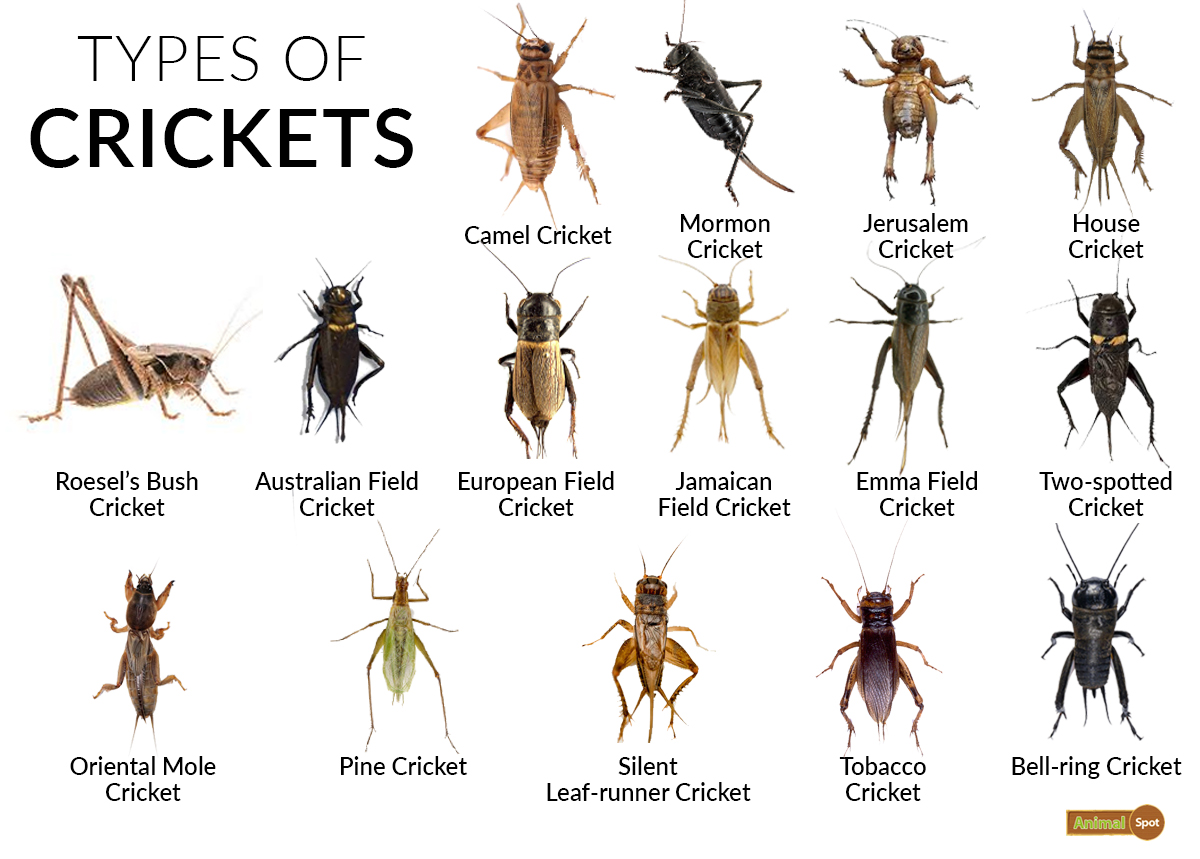 TYPES OF
CRICKETS
Camel Cricket
Mormon
Cricket
Jerusalem
Cricket
House
Cricket
Roesel’s Bush
Cricket
Australian Field
Cricket
European Field
Cricket
Jamaican
Field Cricket
Emma Field
Cricket
Two-spotted
Cricket
Oriental Mole
Cricket
Pine Cricket
Silent
Leaf-runner Cricket
Tobacco
Cricket
Bell-ring Cricket
Animal Spot